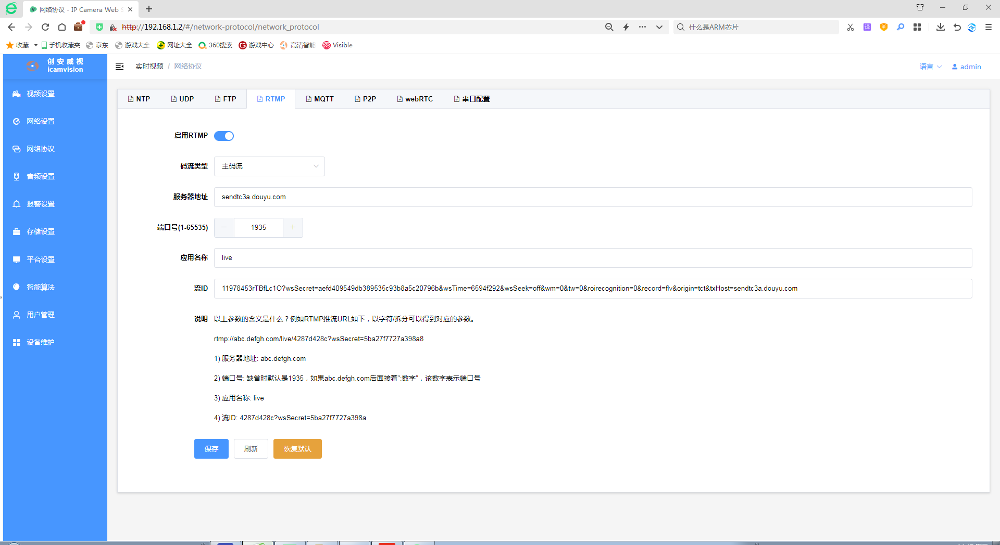 网络协议 - IP Camera Web
http://192.168.1.2/#/network-protocol/network_protocol
什么是ARM芯片
收藏 手机收藏夹 京东 游戏大全 网址大全 360搜索 游戏中心 高清智能 Visible
创安威视
icamvision
实时视频 / 网络协议
语言 admin
视频设置
网络设置
网络协议
音频设置
报警设置
存储设置
平台设置
智能算法
用户管理
设备维护
NTP UDP FTP RTMP MQTT P2P webRTC 串口配置
启用RTMP
码流类型 主码流
服务器地址 sendtc3a.douyu.com
端口号(1-65535) − 1935 +
应用名称 live
流ID 11978453rTBfLc1O?wsSecret=aefd409549db389535c93b8a5c20796b&wsTime=6594f292&wsSeek=off&wm=0&tw=0&roirecognition=0&record=flv&origin=tct&txHost=sendtc3a.douyu.com
说明 以上参数的含义是什么？例如RTMP推流URL如下，以字符/拆分可以得到对应的参数。
rtmp://abc.defgh.com/live/4287d428c?wsSecret=5ba27f7727a398a8
1) 服务器地址: abc.defgh.com
2) 端口号: 缺省时默认是1935，如果abc.defgh.com后面接着":数字"，该数字表示端口号
3) 应用名称: live
4) 流ID: 4287d428c?wsSecret=5ba27f7727a398a
保存 刷新 恢复默认